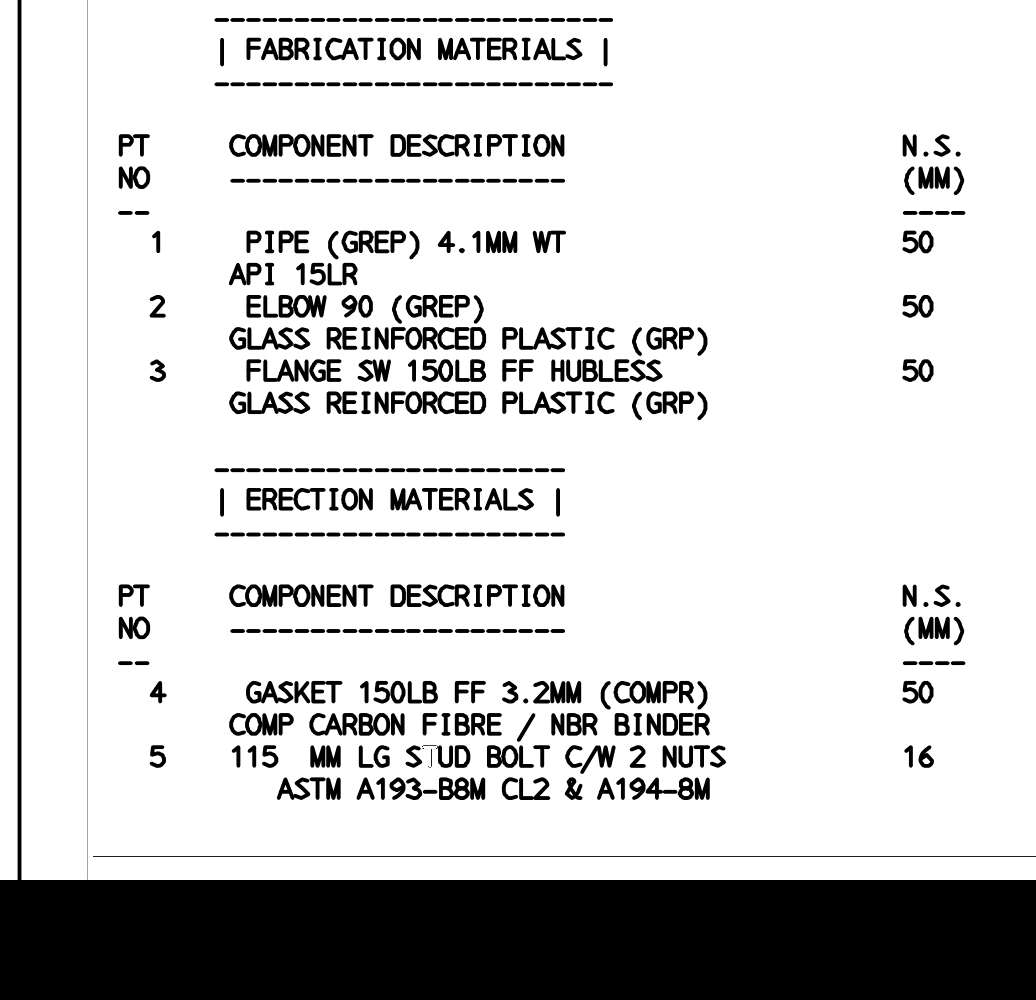 --------------------------
| FABRICATION MATERIALS |
--------------------------
PT COMPONENT DESCRIPTION N.S.
NO --------------------- (MM)
-- ----
1 PIPE (GREP) 4.1MM WT 50
API 15LR
2 ELBOW 90 (GREP) 50
GLASS REINFORCED PLASTIC (GRP)
3 FLANGE SW 150LB FF HUBLESS 50
GLASS REINFORCED PLASTIC (GRP)
----------------------
| ERECTION MATERIALS |
----------------------
PT COMPONENT DESCRIPTION N.S.
NO --------------------- (MM)
-- ----
4 GASKET 150LB FF 3.2MM (COMPR) 50
COMP CARBON FIBRE / NBR BINDER
5 115 MM LG STUD BOLT C/W 2 NUTS 16
ASTM A193-B8M CL2 & A194-8M